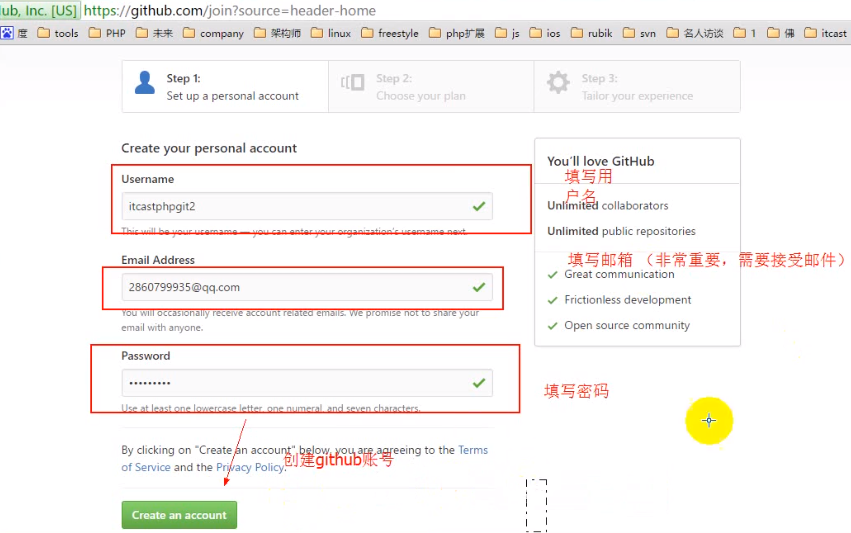 lub, Inc. [US] https://github.com/join?source=header-home
度 tools PHP 未来 company 架构师 linux freestyle php扩展 js ios rubik svn 名人访谈 1 佛 itcast
Step 1:
Set up a personal account
Step 2:
Choose your plan
Step 3:
Tailor your experience
Create your personal account
Username
itcastphpgit2
This will be your username — you can enter your organization's username next.
Email Address
2860799935@qq.com
You will occasionally receive account related emails. We promise not to share your
email with anyone.
Password
Use at least one lowercase letter, one numeral, and seven characters.
By clicking on "Create an account" below, you are agreeing to the Terms
of Service and the Privacy Policy.
创建github账号
Create an account
You'll love GitHub
填写用
户名
Unlimited collaborators
Unlimited public repositories
填写邮箱 （非常重要，需要接受邮件）
Great communication
Frictionless development
Open source community
填写密码